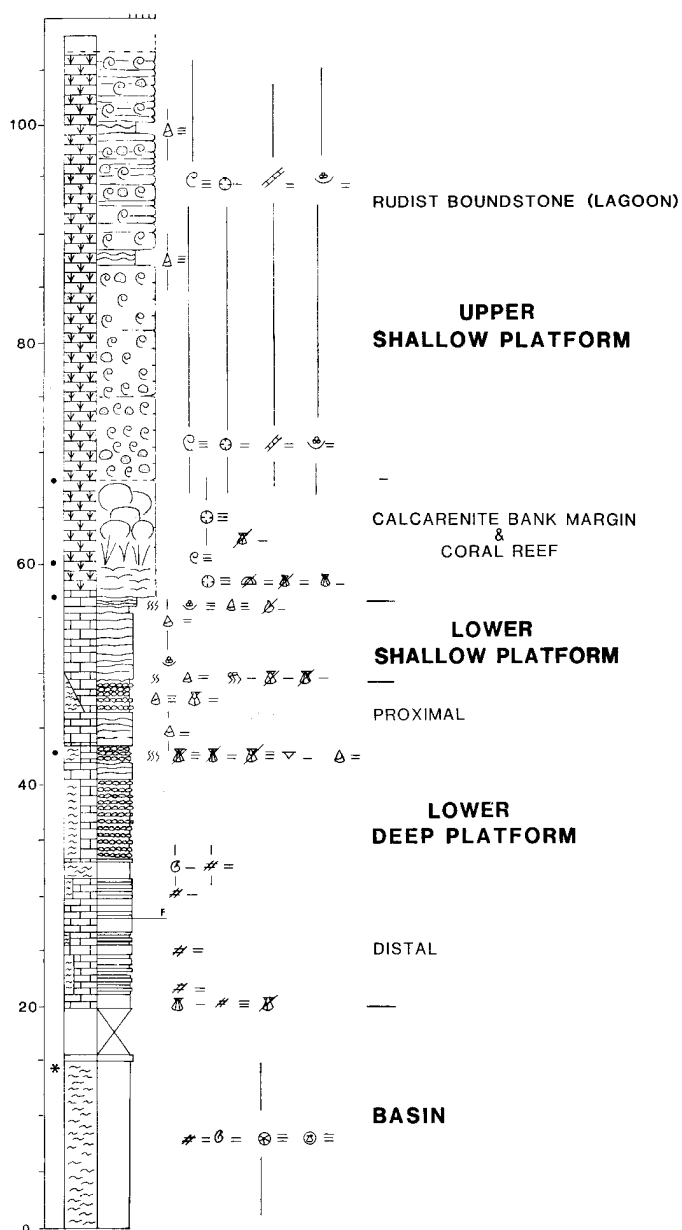 100
RUDIST BOUNDSTONE (LAGOON)
UPPER
SHALLOW PLATFORM
80
CALCARENITE BANK MARGIN
&
CORAL REEF
60
LOWER
SHALLOW PLATFORM
PROXIMAL
40
LOWER
DEEP PLATFORM
F
DISTAL
20
*
BASIN
0